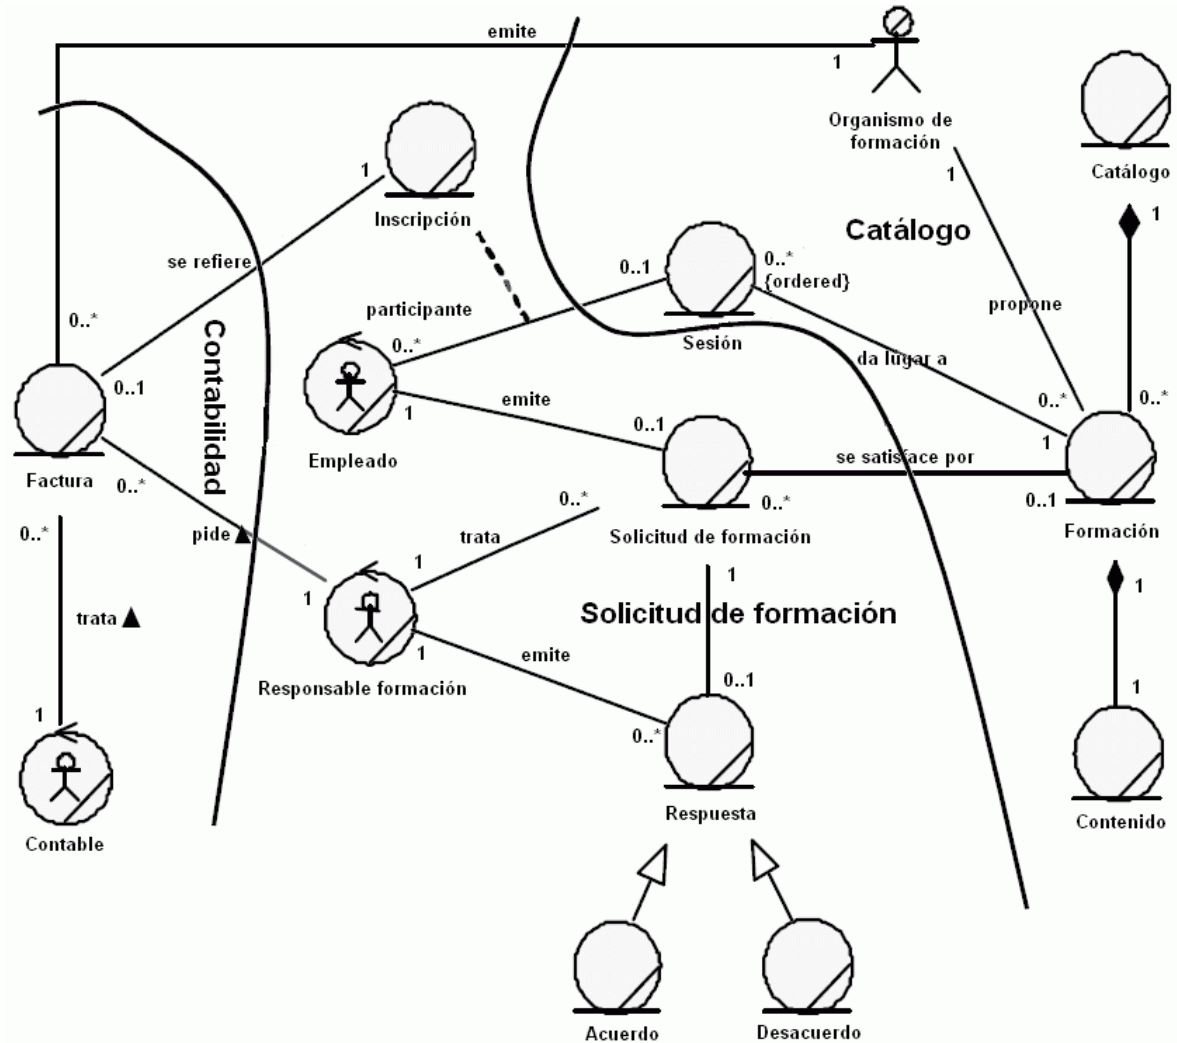 emite
1
Organismo de
formación
Catálogo
1
1
1
Inscripción
Catálogo
se refiere
0..1
0..*
{ordered}
propone
participante
0..*
0..*
Sesión
Contabilidad
da lugar a
0..1
emite
1
0..1
0..*
0..*
1
Factura
Empleado
se satisface por
0..*
0..*
0..*
0..1
0..*
pide
trata
Solicitud de formación
Formación
1
1
1
1
trata
Solicitud de formación
1
emite
Responsable formación
0..1
1
1
0..*
Contable
Respuesta
Contenido
Acuerdo
Desacuerdo